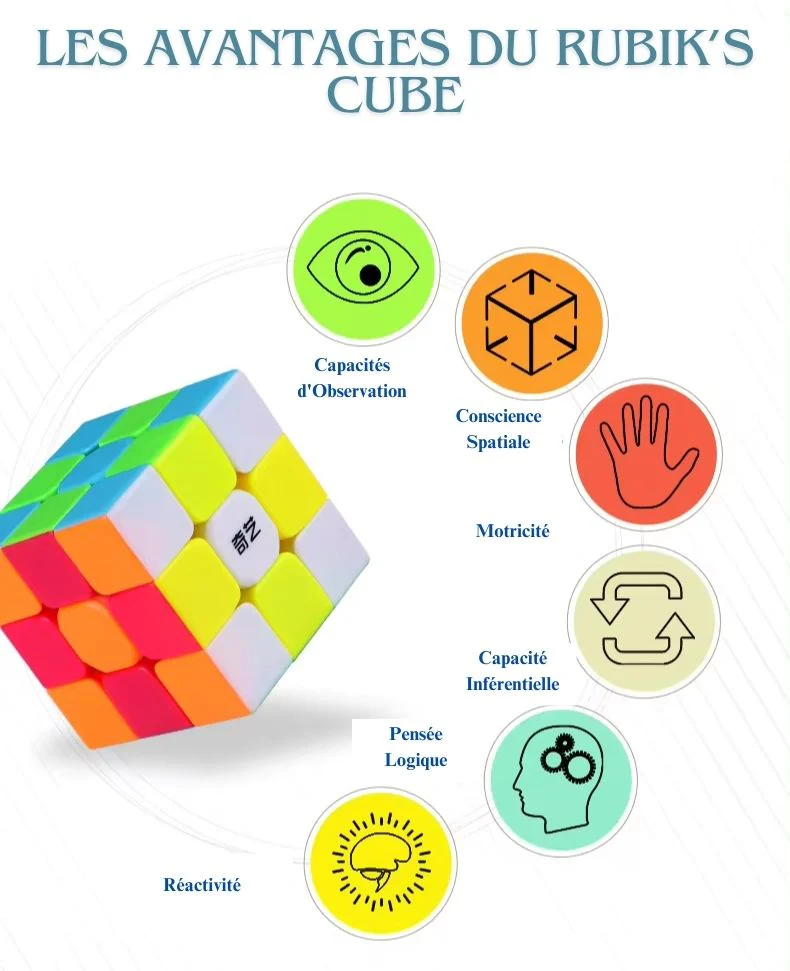 LES AVANTAGES DU RUBIK'S
CUBE
Capacités
d'Observation
Conscience
Spatiale
Motricité
奇艺
Capacité
Inférentielle
Pensée
Logique
Réactivité